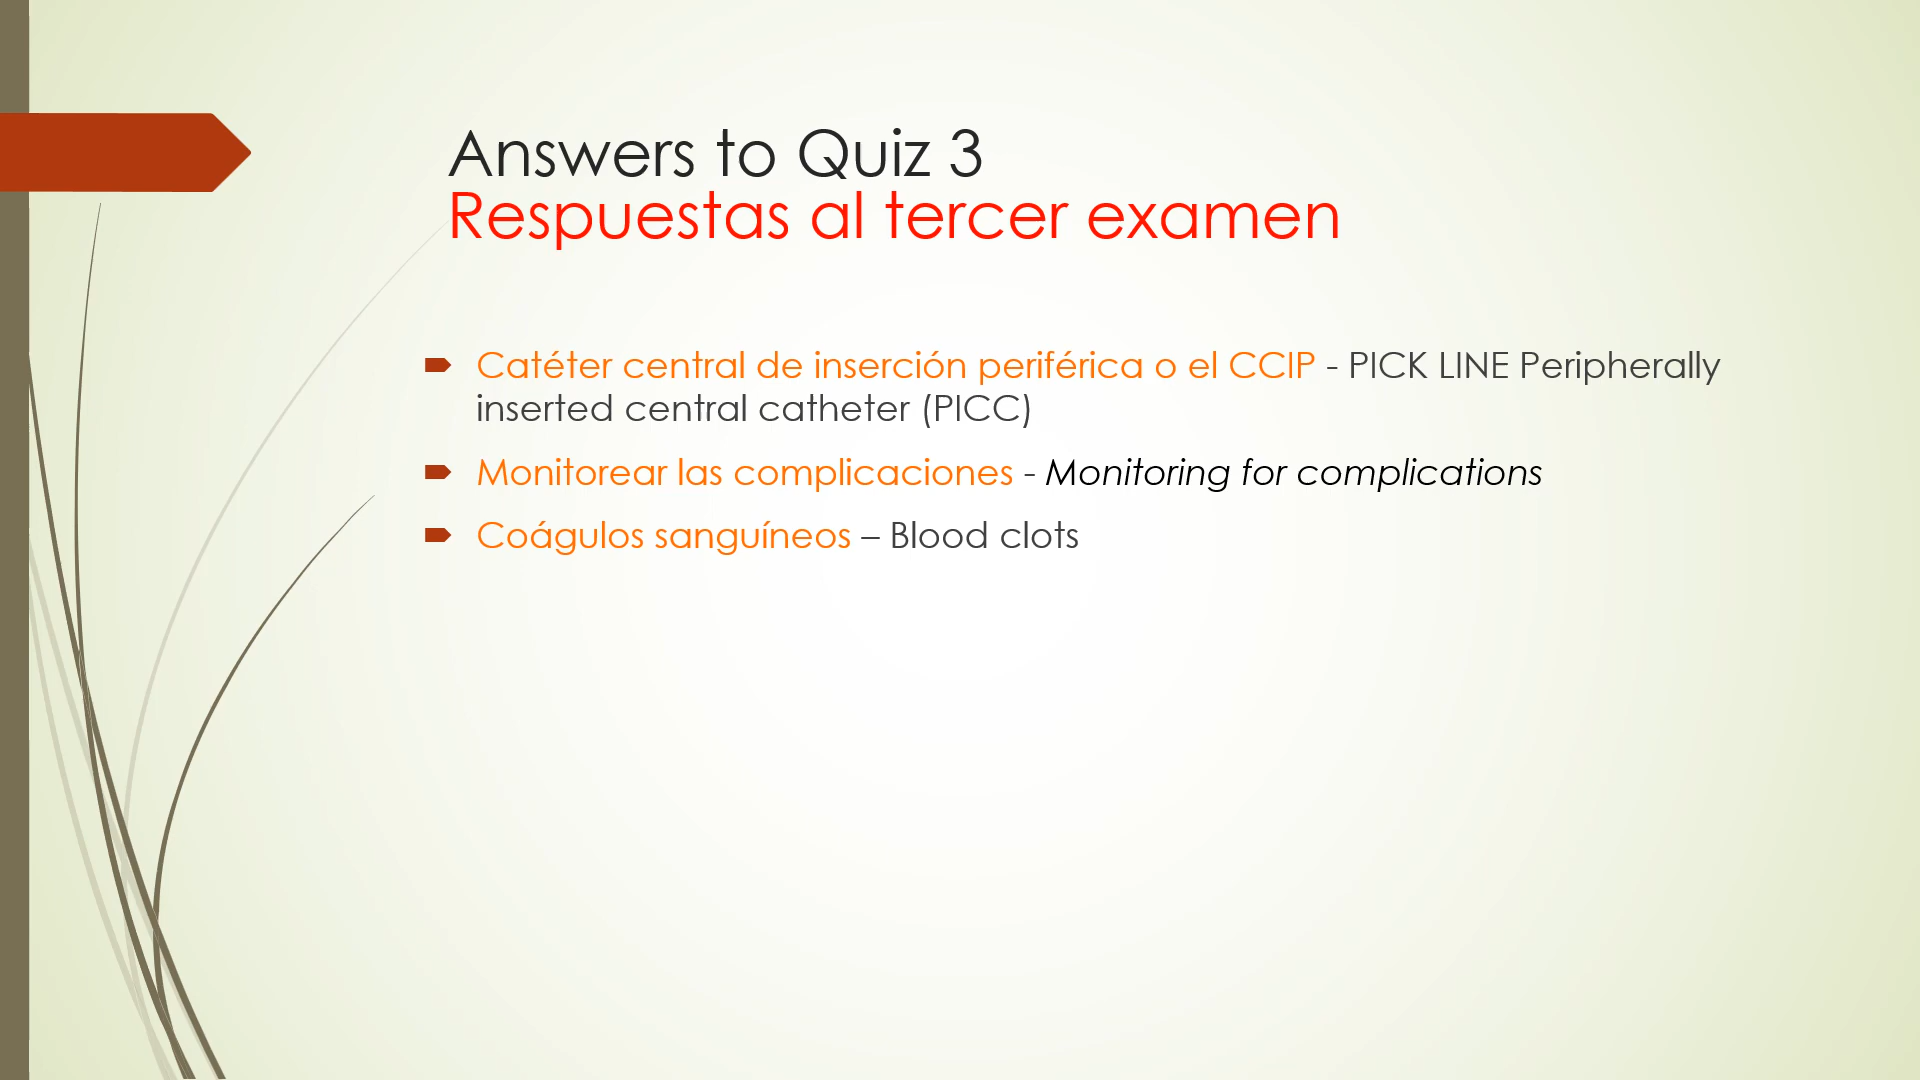 Answers to Quiz 3
Respuestas al tercer examen
Catéter central de inserción periférica o el CCIP - PICK LINE Peripherally
inserted central catheter (PICC)
Monitorear las complicaciones - Monitoring for complications
Coágulos sanguíneos – Blood clots